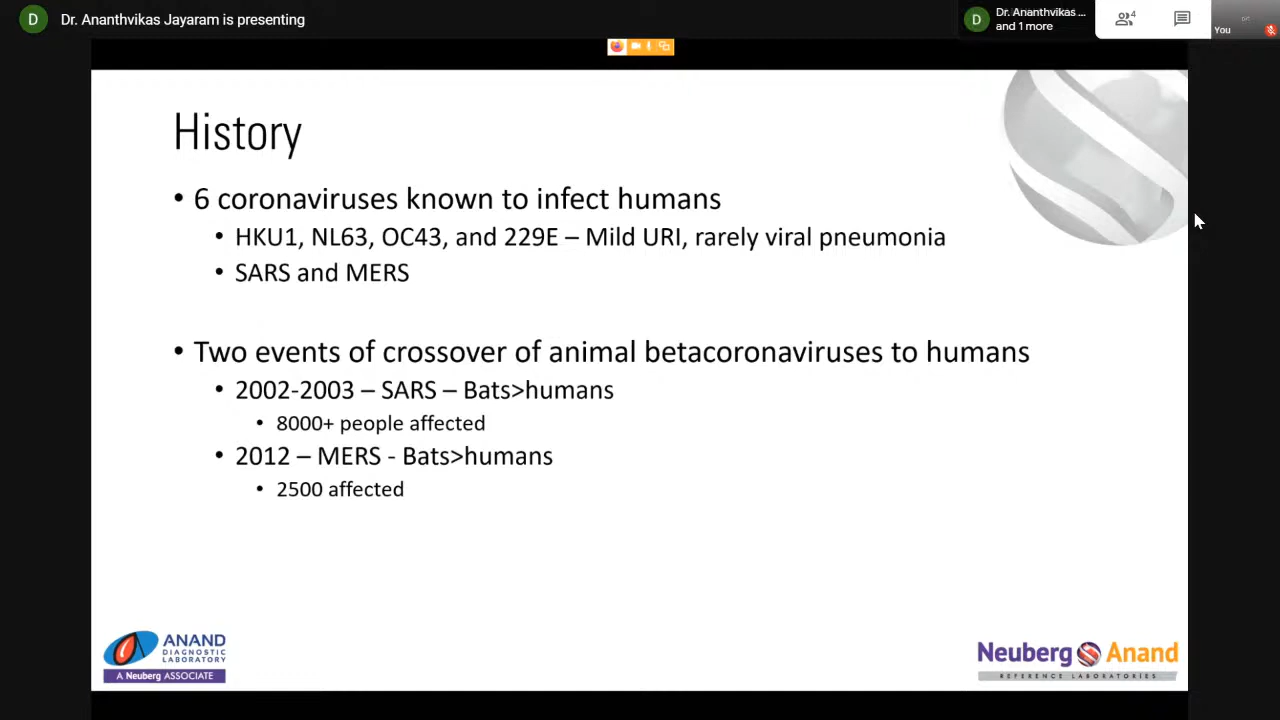 D Dr. Ananthvikas Jayaram is presenting
D Dr. Ananthvikas ...
and 1 more
4
You
History
• 6 coronaviruses known to infect humans
• HKU1, NL63, OC43, and 229E – Mild URI, rarely viral pneumonia
• SARS and MERS
• Two events of crossover of animal betacoronaviruses to humans
• 2002-2003 – SARS – Bats>humans
• 8000+ people affected
• 2012 – MERS - Bats>humans
• 2500 affected
ANAND
DIAGNOSTIC
LABORATORY
A Neuberg ASSOCIATE
Neuberg Anand
REFERENCE LABORATORIES